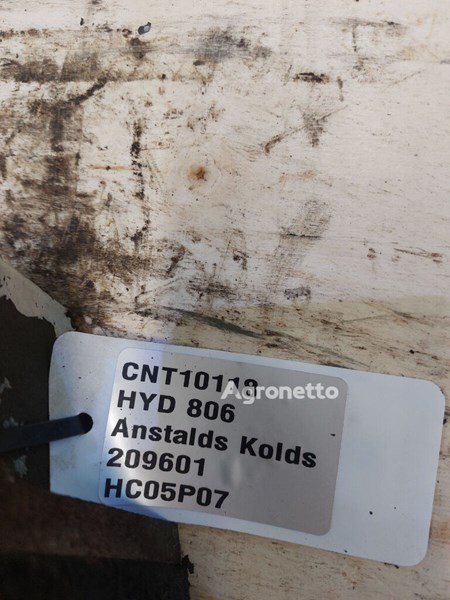 CNT10119
HYD 806
Anstalds Kolds
209601
HC05P07
Agronetto